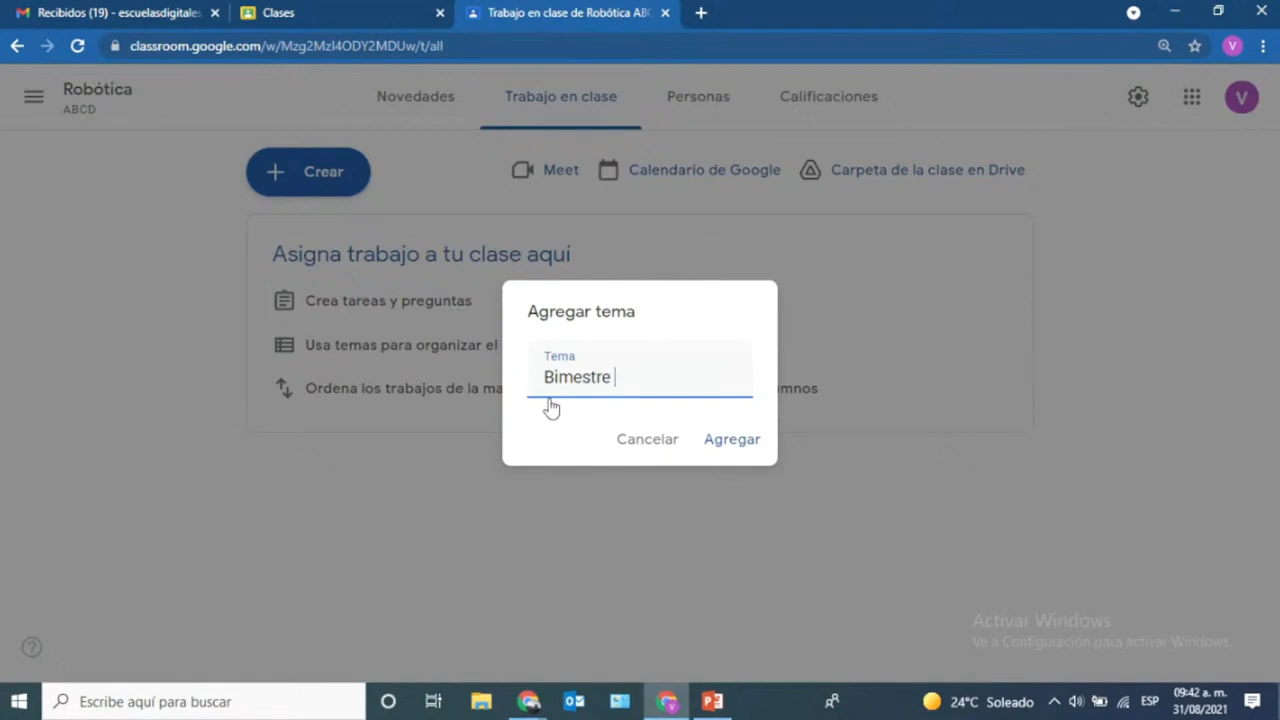 Recibidos (19) - escuelasdigitales
Clases
Trabajo en clase de Robótica ABC
classroom.google.com/w/Mzg2MzI4ODY2MDUw/t/all
V
Robótica
ABCD
Novedades
Trabajo en clase
Personas
Calificaciones
V
Crear
Meet
Calendario de Google
Carpeta de la clase en Drive
Asigna trabajo a tu clase aquí
Crea tareas y preguntas
Usa temas para organizar el
Ordena los trabajos de la ma
mnos
Agregar tema
Tema
Bimestre
Cancelar
Agregar
Activar Windows
Ve a Configuración para activar Windows.
Escribe aquí para buscar
24°C Soleado
ESP
09:42 a. m.
31/08/2021